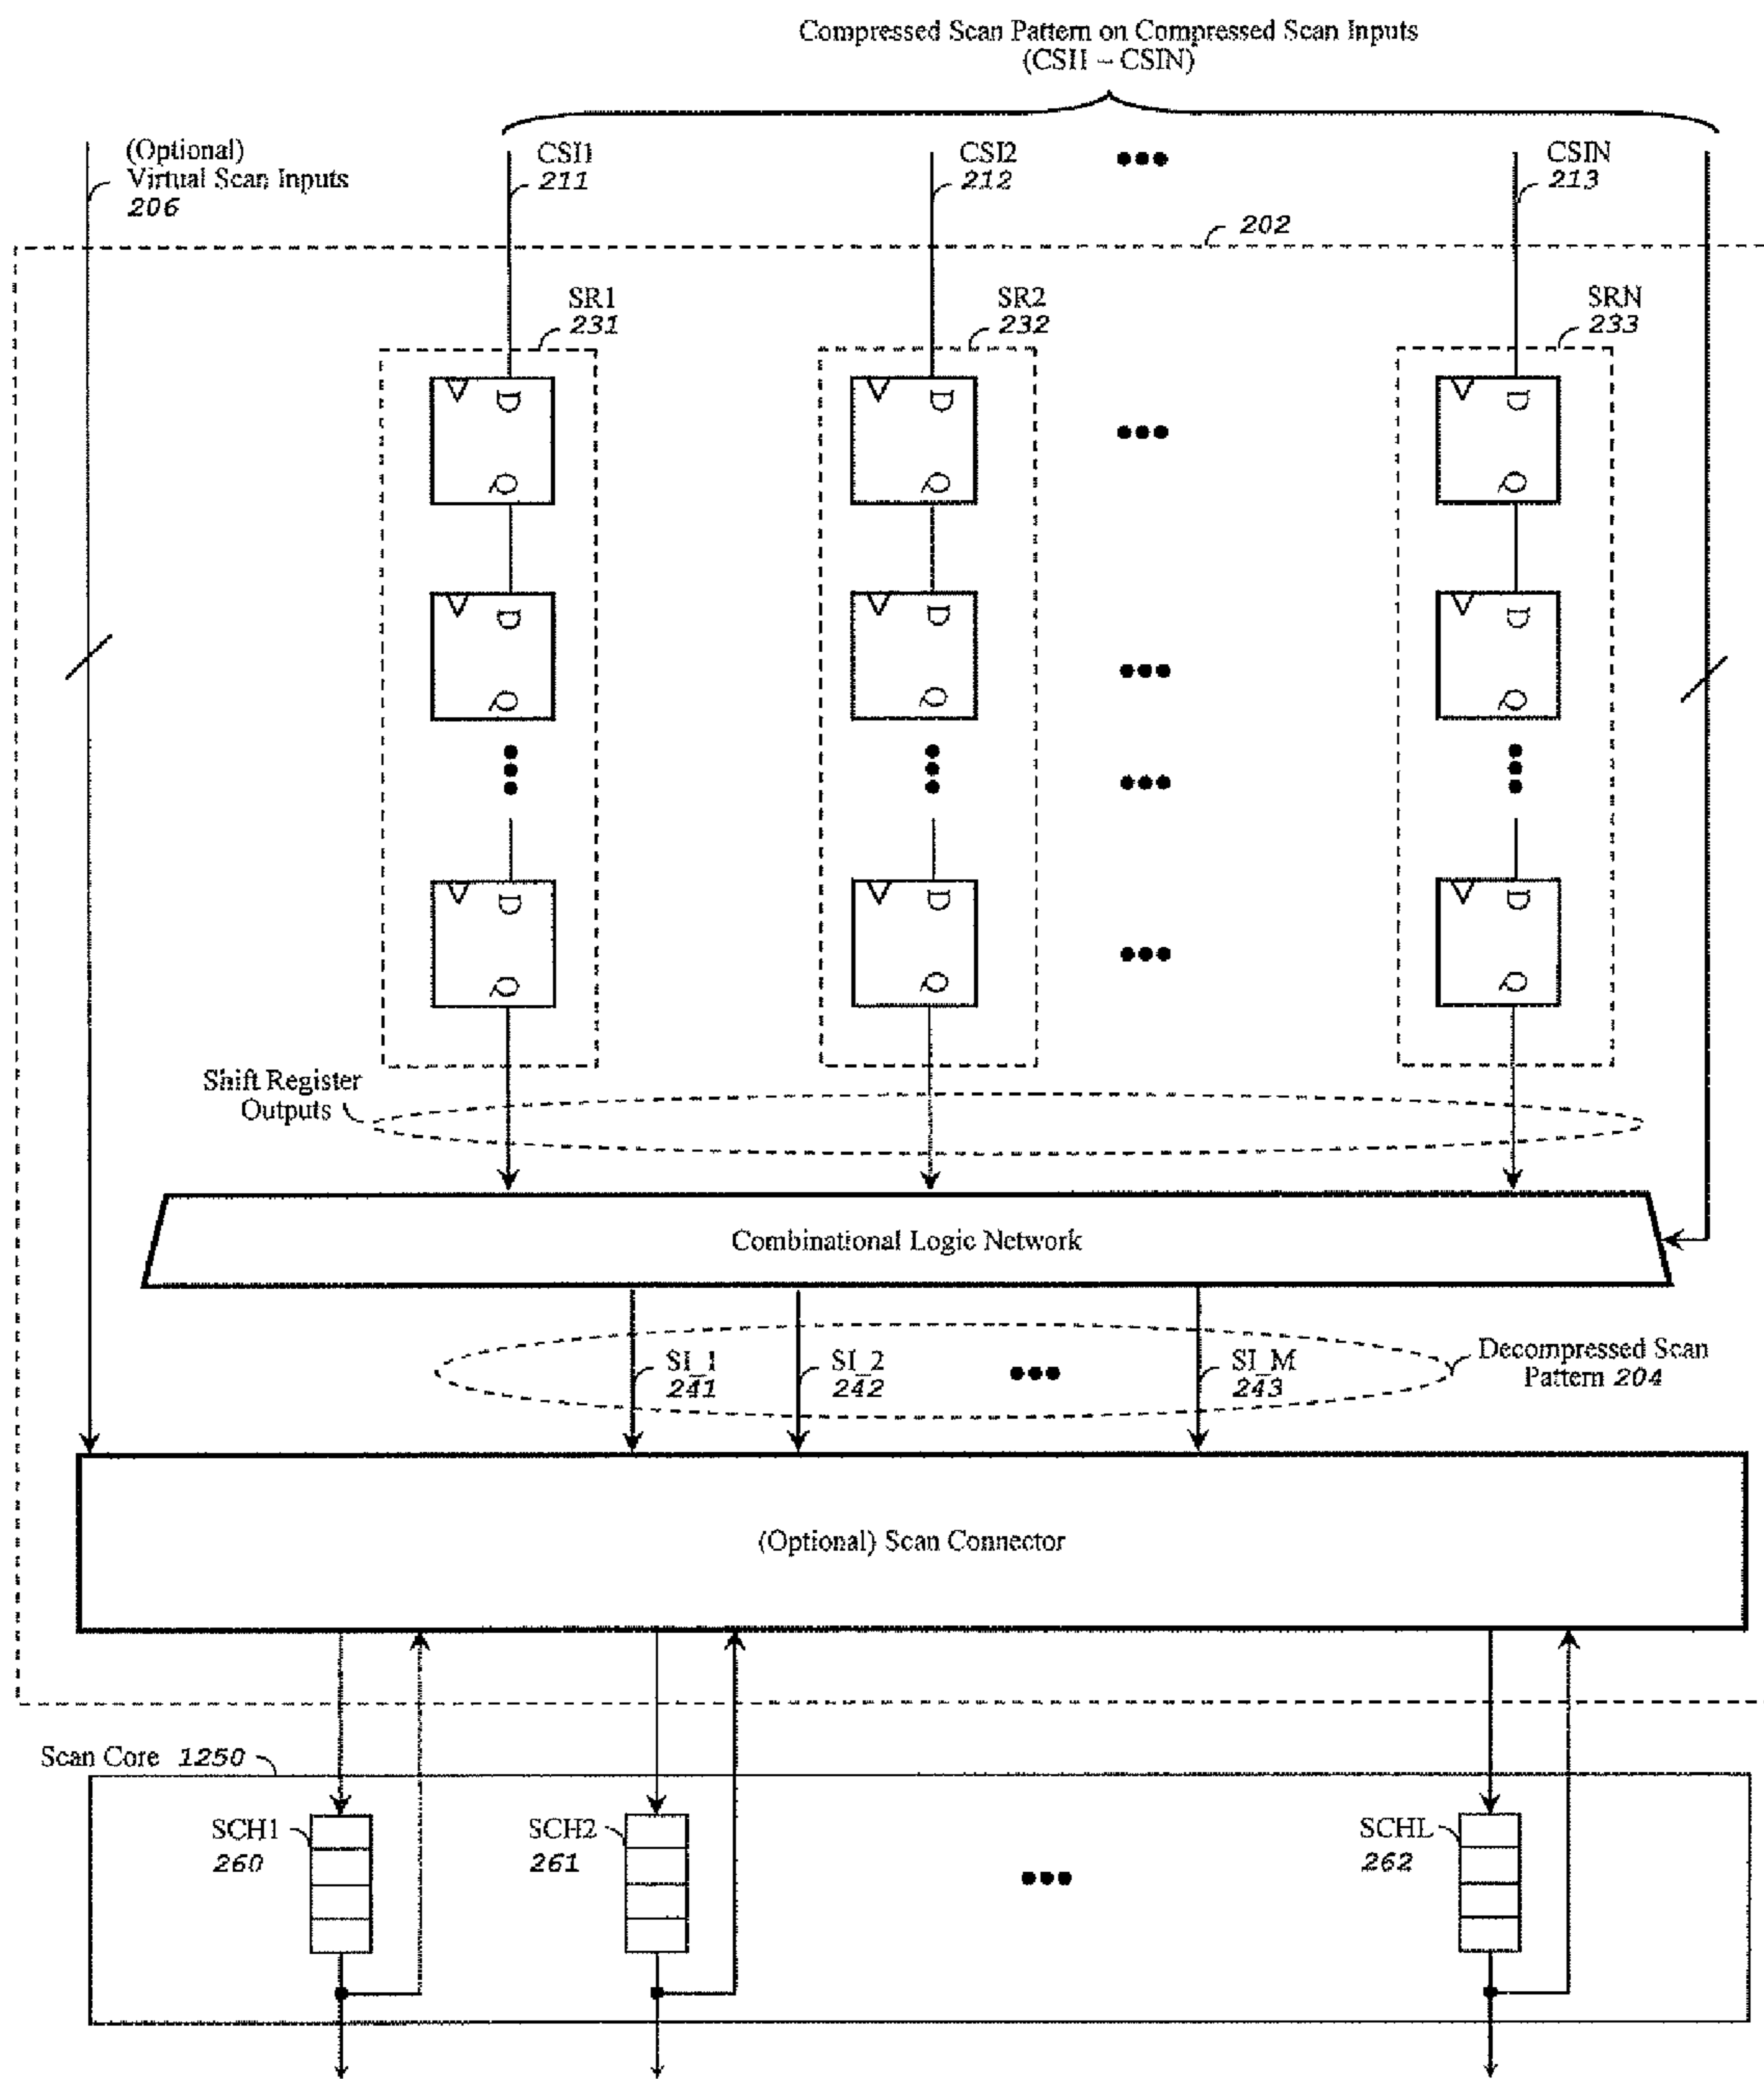 Compressed Scan Pattern on Compressed Scan Inputs
(CSI1 – CSIN)
(Optional)
Virtual Scan Inputs
206
CSI1
211
CSI2
212
CSIN
213
202
SR1
231
SR2
232
SRN
233
D
Q
D
Q
D
Q
D
Q
D
Q
D
Q
D
Q
D
Q
D
Q
Shift Register
Outputs
Combinational Logic Network
SI_1
241
SI_2
242
SI_M
243
Decompressed Scan
Pattern 204
(Optional) Scan Connector
Scan Core 1250
SCH1
260
SCH2
261
SCHL
262